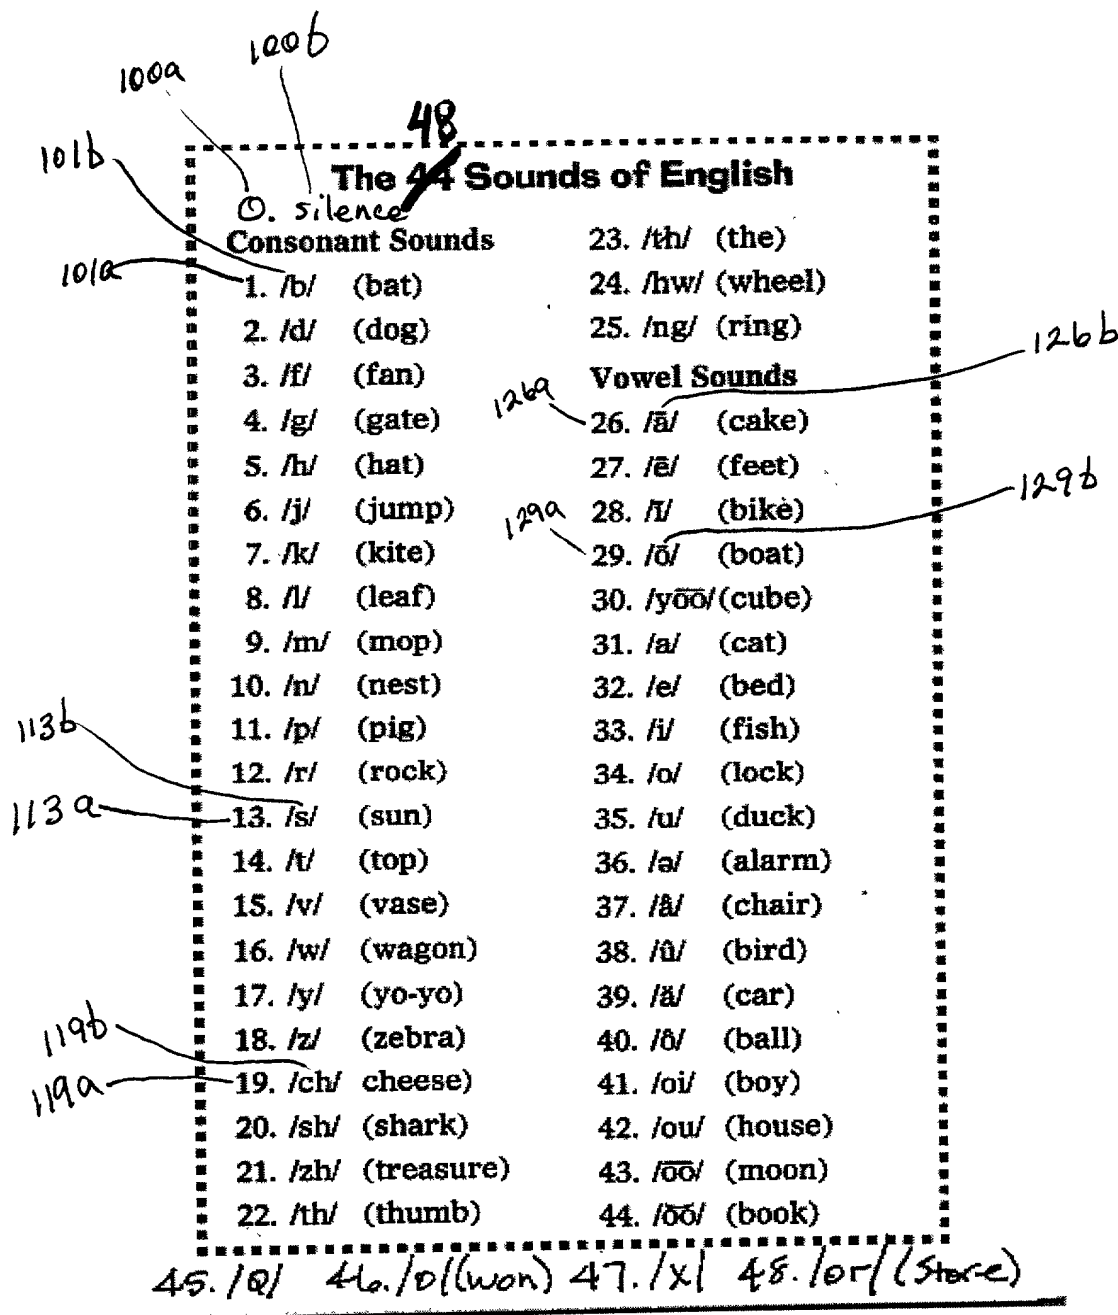 100a 100b
48
101b
The 44 Sounds of English
0. silence
Consonant Sounds
101a
1. /b/ (bat)
2. /d/ (dog)
3. /f/ (fan)
4. /g/ (gate)
5. /h/ (hat)
6. /j/ (jump)
7. /k/ (kite)
8. /l/ (leaf)
9. /m/ (mop)
10. /n/ (nest)
11. /p/ (pig)
113b
12. /r/ (rock)
113a
13. /s/ (sun)
14. /t/ (top)
15. /v/ (vase)
16. /w/ (wagon)
17. /y/ (yo-yo)
18. /z/ (zebra)
119b
119a
19. /ch/ cheese)
20. /sh/ (shark)
21. /zh/ (treasure)
22. /th/ (thumb)
23. /th/ (the)
24. /hw/ (wheel)
25. /ng/ (ring)
126b
Vowel Sounds
126a
26. /ā/ (cake)
27. /ē/ (feet)
129b
28. /ī/ (bike)
129a
29. /ō/ (boat)
30. /yo͞o/ (cube)
31. /a/ (cat)
32. /e/ (bed)
33. /i/ (fish)
34. /o/ (lock)
35. /u/ (duck)
36. /ə/ (alarm)
37. /â/ (chair)
38. /û/ (bird)
39. /ä/ (car)
40. /ô/ (ball)
41. /oi/ (boy)
42. /ou/ (house)
43. /o͞o/ (moon)
44. /o͝o/ (book)
45. /Q/ 46. /o/ (won) 47. /x/ 48. /or/ (store)